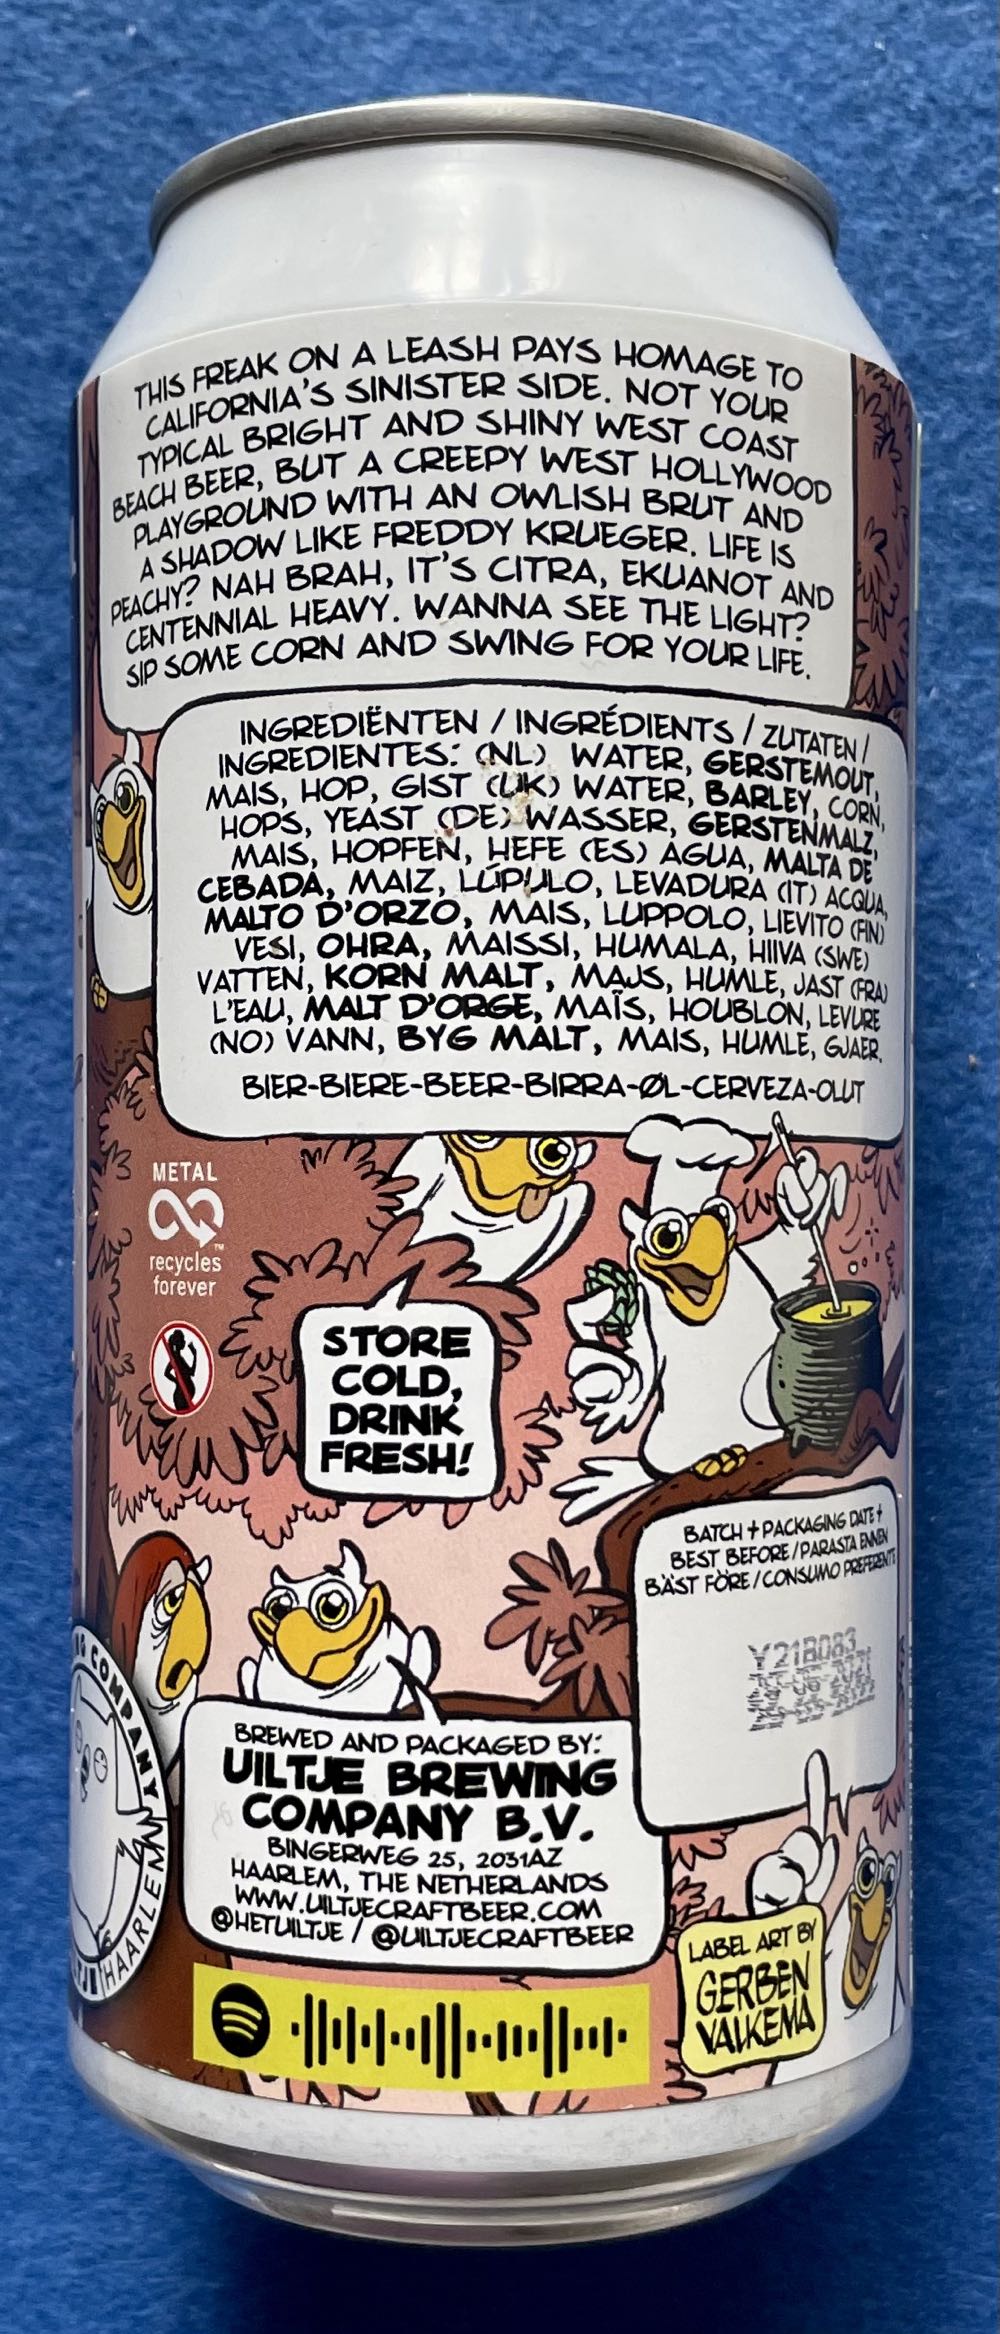 THIS FREAK ON A LEASH PAYS HOMAGE TO
CALIFORNIA'S SINISTER SIDE. NOT YOUR
TYPICAL BRIGHT AND SHINY WEST COAST
BEACH BEER, BUT A CREEPY WEST HOLLYWOOD
PLAYGROUND WITH AN OWLISH BRUT AND
A SHADOW LIKE FREDDY KRUEGER. LIFE IS
PEACHY? NAH BRAH, IT'S CITRA, EKUANOT AND
CENTENNIAL HEAVY. WANNA SEE THE LIGHT?
SIP SOME CORN AND SWING FOR YOUR LIFE.
INGREDIËNTEN / INGRÉDIENTS / ZUTATEN /
INGREDIENTES: (NL) WATER, GERSTEMOUT,
MAIS, HOP, GIST (UK) WATER, BARLEY, CORN,
HOPS, YEAST (DE) WASSER, GERSTENMALZ,
MAIS, HOPFEN, HEFE (ES) AGUA, MALTA DE
CEBADA, MAIZ, LÚPULO, LEVADURA (IT) ACQUA,
MALTO D'ORZO, MAIS, LUPPOLO, LIEVITO (FIN)
VESI, OHRA, MAISSI, HUMALA, HIIVA (SWE)
VATTEN, KORN MALT, MAJS, HUMLE, JAST (FRA)
L'EAU, MALT D'ORGE, MAÏS, HOUBLON, LEVURE
(NO) VANN, BYG MALT, MAIS, HUMLE, GJAER.
BIER-BIERE-BEER-BIRRA-ØL-CERVEZA-OLUT
METAL
recycles
forever
STORE
COLD,
DRINK
FRESH!
BATCH + PACKAGING DATE +
BEST BEFORE / PARASTA ENNEN
BÄST FÖRE / CONSUMO PREFERENTE
Y21B083
BREWED AND PACKAGED BY:
UILTJE BREWING
COMPANY B.V.
BINGERWEG 25, 2031AZ
HAARLEM, THE NETHERLANDS
WWW.UILTJECRAFTBEER.COM
@HETUILTJE / @UILTJECRAFTBEER
COMPANY
HAARLEM
LABEL ART BY
GERBEN
VALKEMA